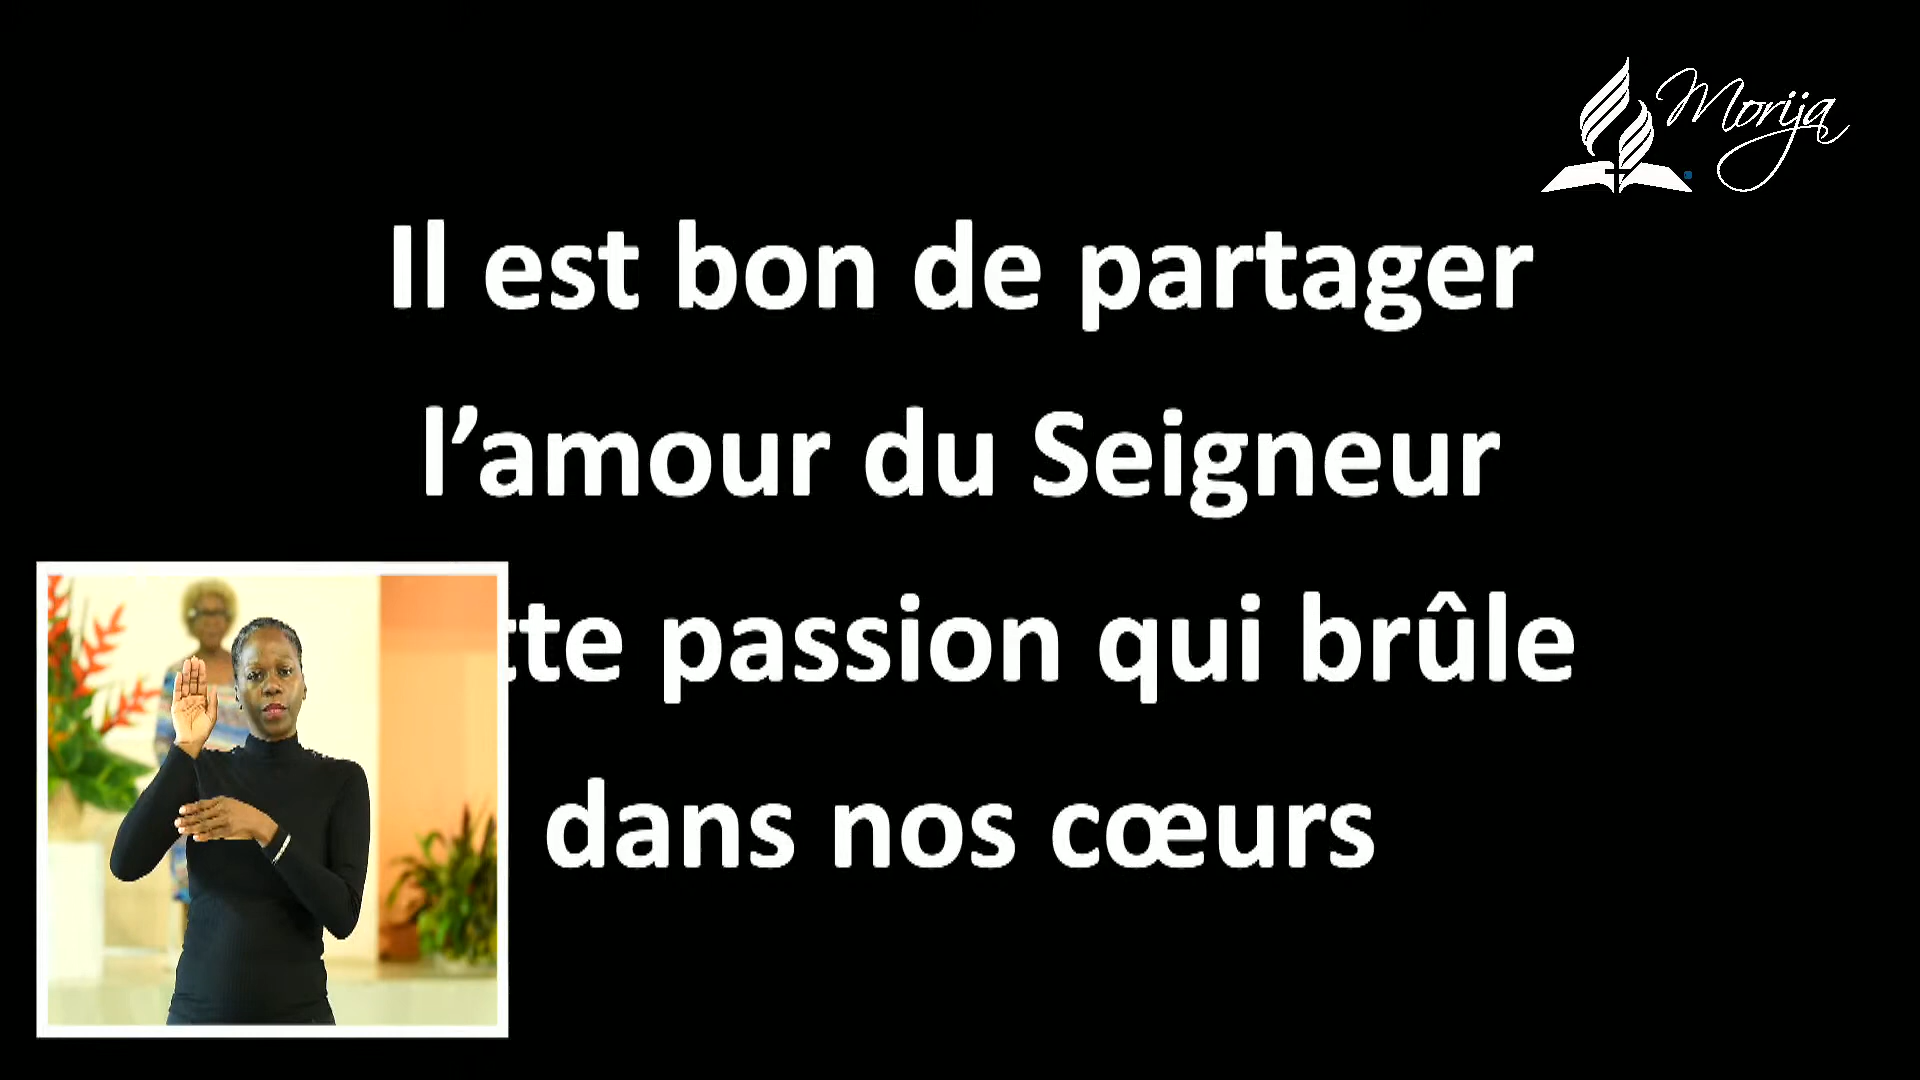 Morija
Il est bon de partager
l’amour du Seigneur
passion qui brûle
dans nos cœurs